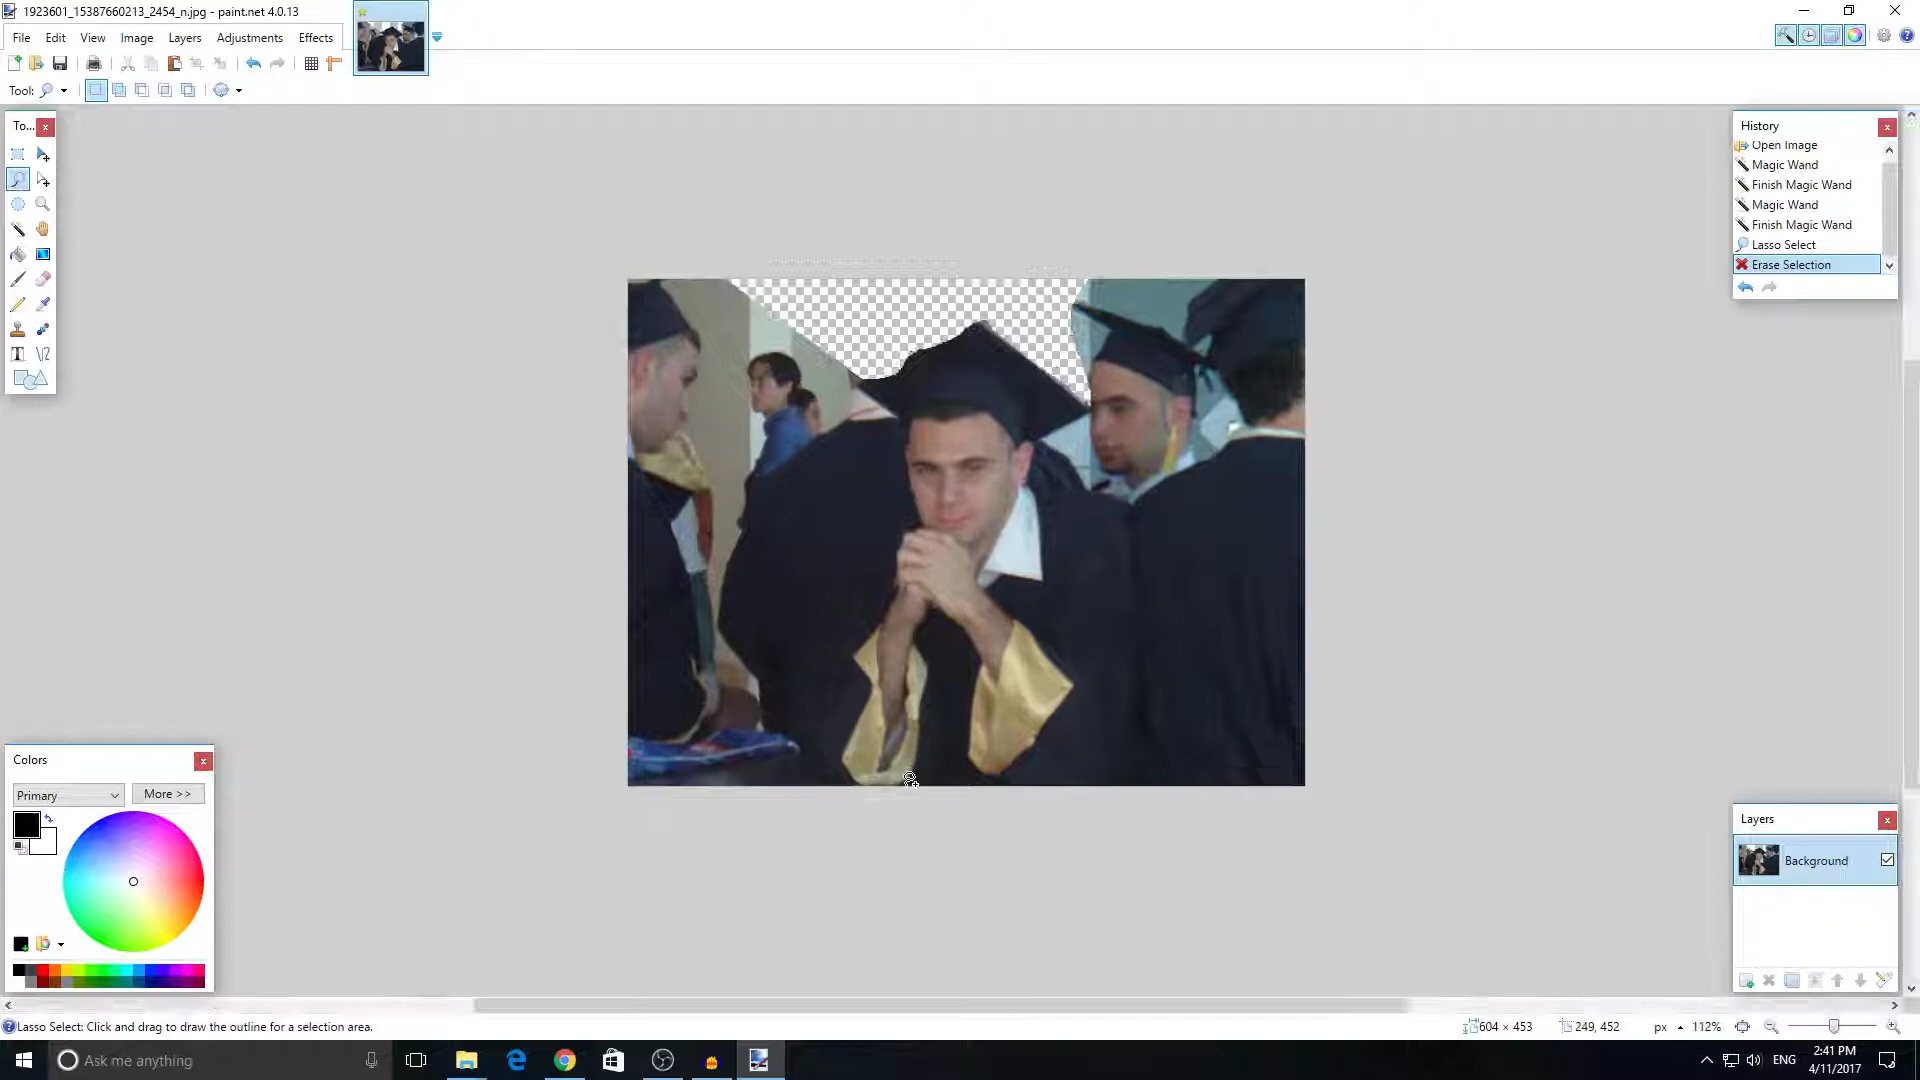 1923601_15387660213_2454_n.jpg - paint.net 4.0.13
File Edit View Image Layers Adjustments Effects
Tool:
To...
History
Open Image
Magic Wand
Finish Magic Wand
Magic Wand
Finish Magic Wand
Lasso Select
Erase Selection
Colors
Primary
More >>
Layers
Background
Lasso Select: Click and drag to draw the outline for a selection area.
604 × 453
249, 452
px
112%
Ask me anything
ENG
2:41 PM
4/11/2017